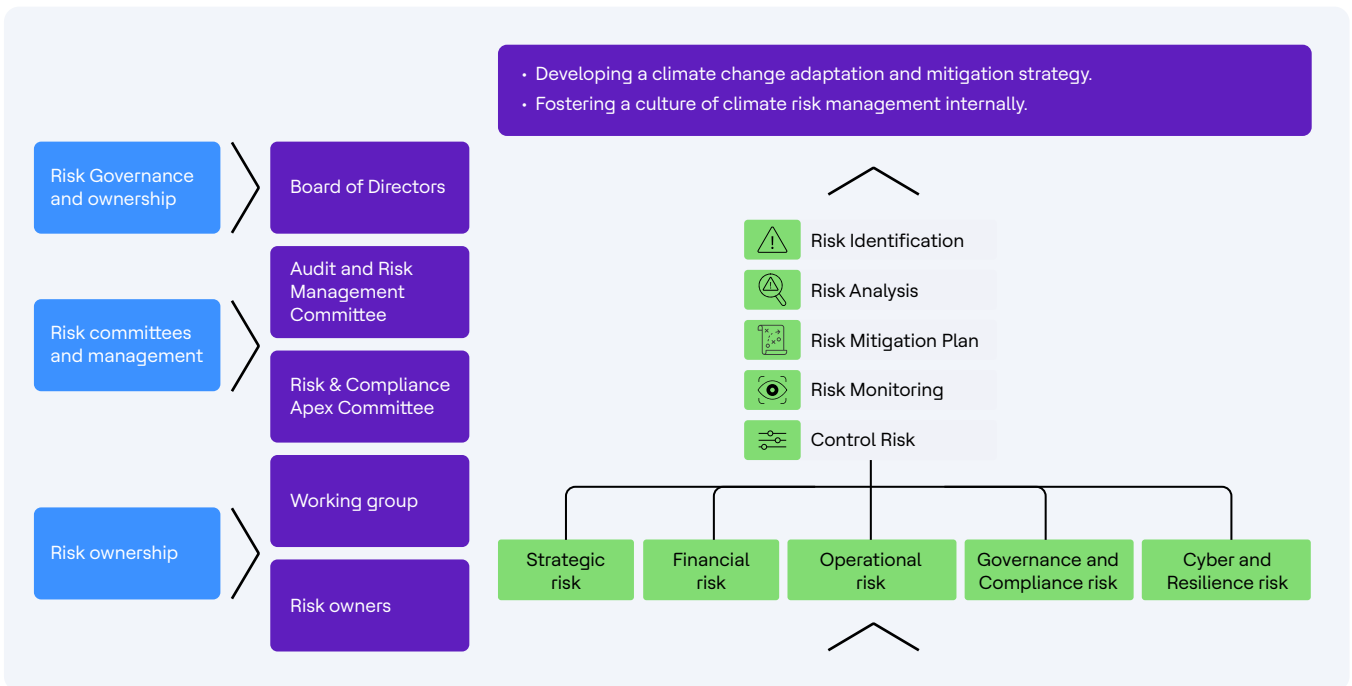 • Developing a climate change adaptation and mitigation strategy.
• Fostering a culture of climate risk management internally.
Risk Governance
and ownership
Board of Directors
Audit and Risk
Management
Committee
Risk committees
and management
Risk & Compliance
Apex Committee
Working group
Risk ownership
Risk owners
Risk Identification
Risk Analysis
Risk Mitigation Plan
Risk Monitoring
Control Risk
Strategic
risk
Financial
risk
Operational
risk
Governance and
Compliance risk
Cyber and
Resilience risk